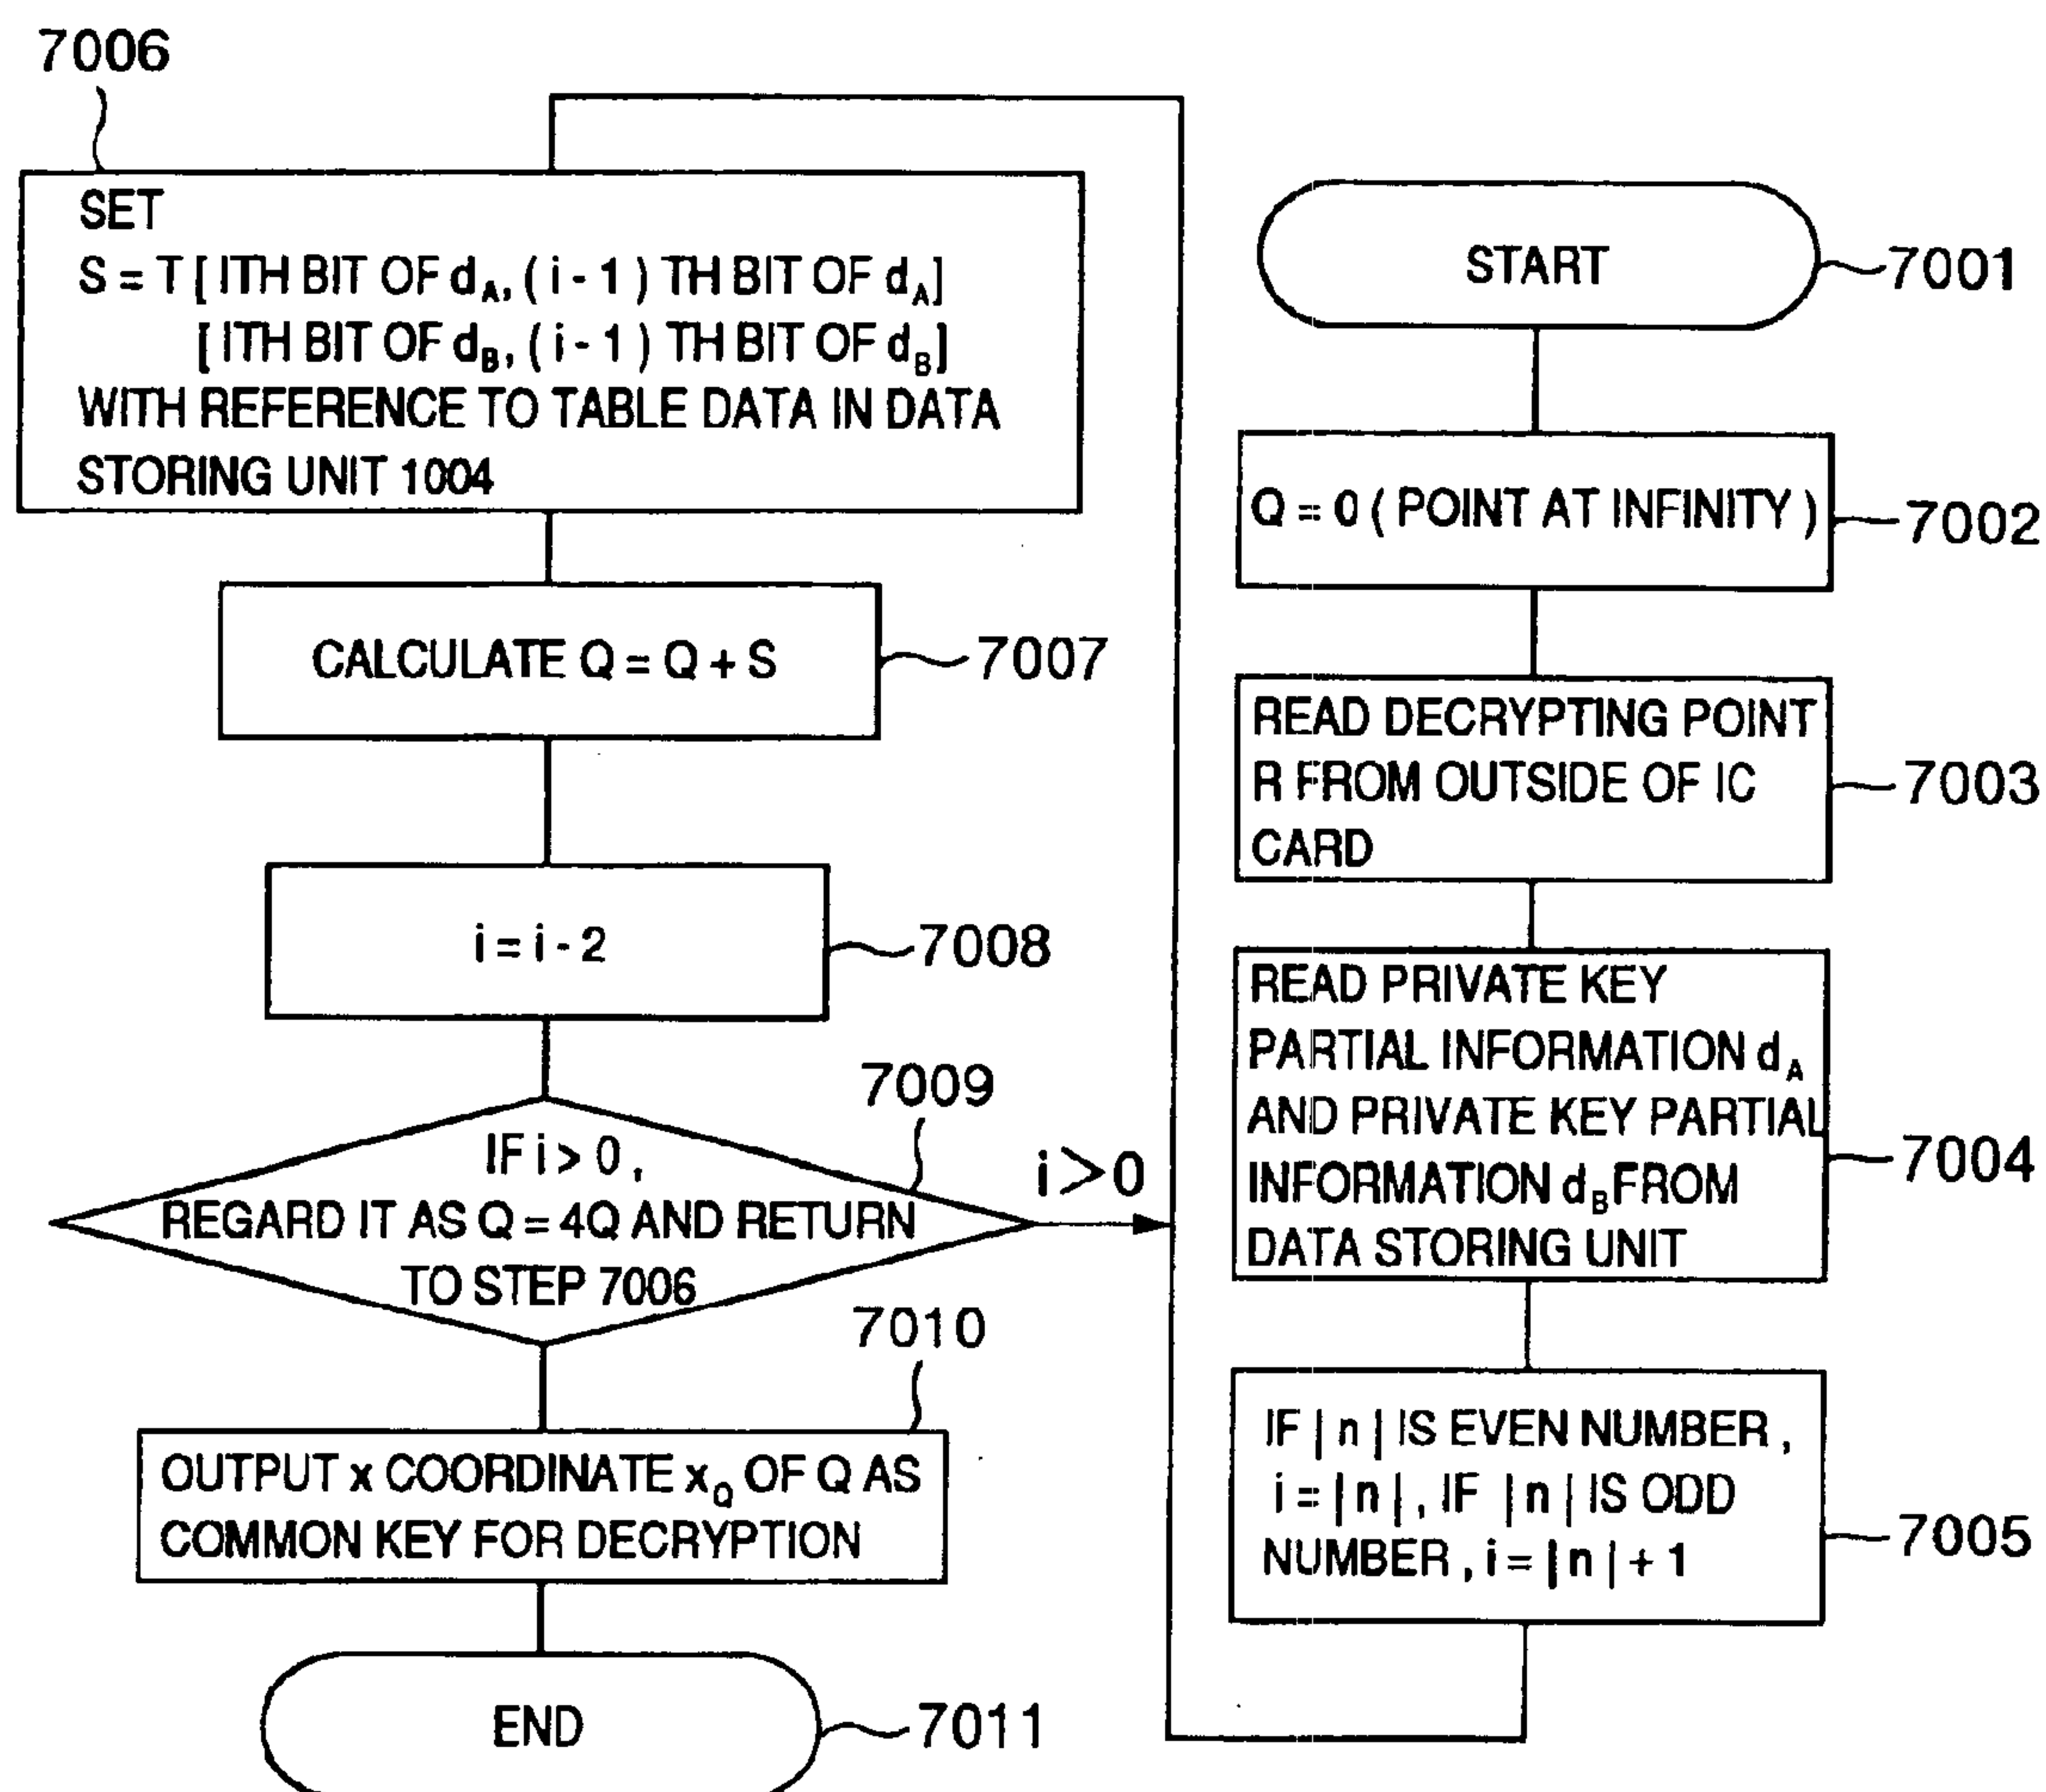 7006
SET
S = T [ ITH BIT OF dA, ( i - 1 ) TH BIT OF dA]
[ ITH BIT OF dB, ( i - 1 ) TH BIT OF dB]
WITH REFERENCE TO TABLE DATA IN DATA
STORING UNIT 1004
CALCULATE Q = Q + S
7007
i = i - 2
7008
7009
IF i > 0 ,
REGARD IT AS Q = 4Q AND RETURN
TO STEP 7006
i > 0
7010
OUTPUT x COORDINATE xQ OF Q AS
COMMON KEY FOR DECRYPTION
END
7011
START
7001
Q = 0 ( POINT AT INFINITY )
7002
READ DECRYPTING POINT
R FROM OUTSIDE OF IC
CARD
7003
READ PRIVATE KEY
PARTIAL INFORMATION dA
AND PRIVATE KEY PARTIAL
INFORMATION dB FROM
DATA STORING UNIT
7004
IF | n | IS EVEN NUMBER ,
i = | n | , IF | n | IS ODD
NUMBER , i = | n | + 1
7005